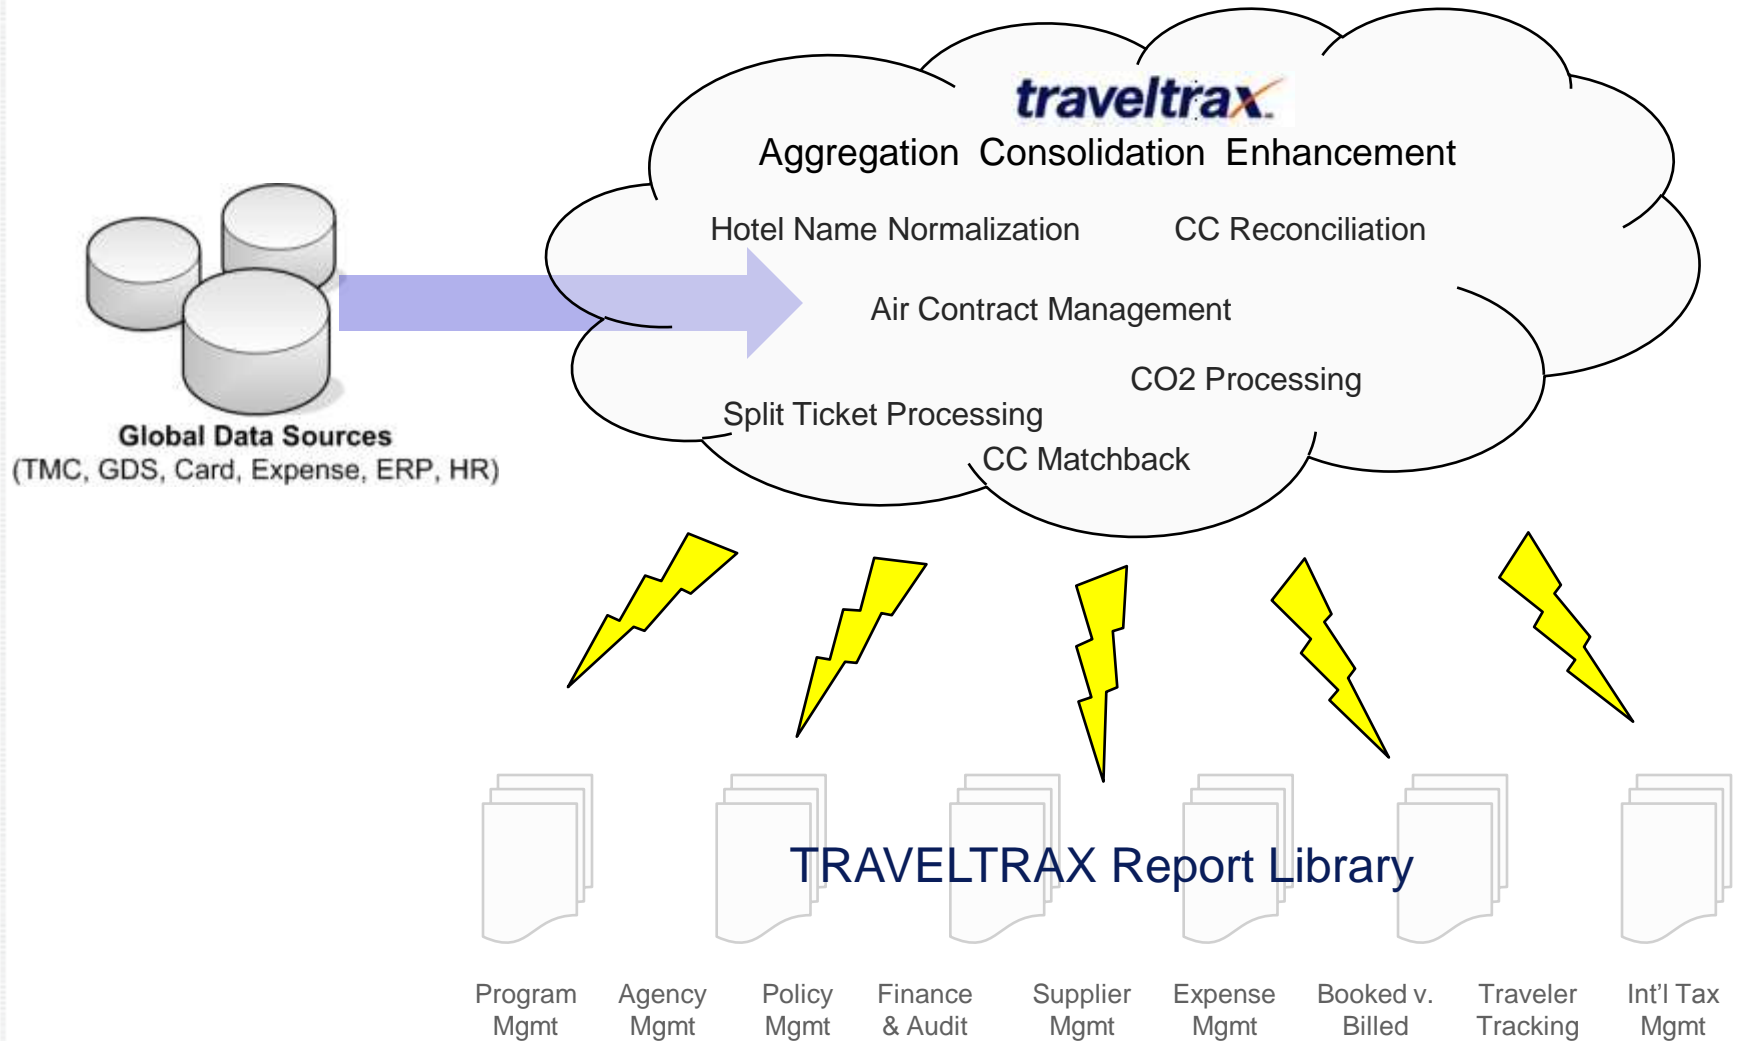 traveltrax
Aggregation Consolidation Enhancement
Hotel Name Normalization
CC Reconciliation
Air Contract Management
CO2 Processing
Split Ticket Processing
CC Matchback
Global Data Sources
(TMC, GDS, Card, Expense, ERP, HR)
TRAVELTRAX Report Library
Program
Mgmt
Agency
Mgmt
Policy
Mgmt
Finance
& Audit
Supplier
Mgmt
Expense
Mgmt
Booked v.
Billed
Traveler
Tracking
Int'l Tax
Mgmt